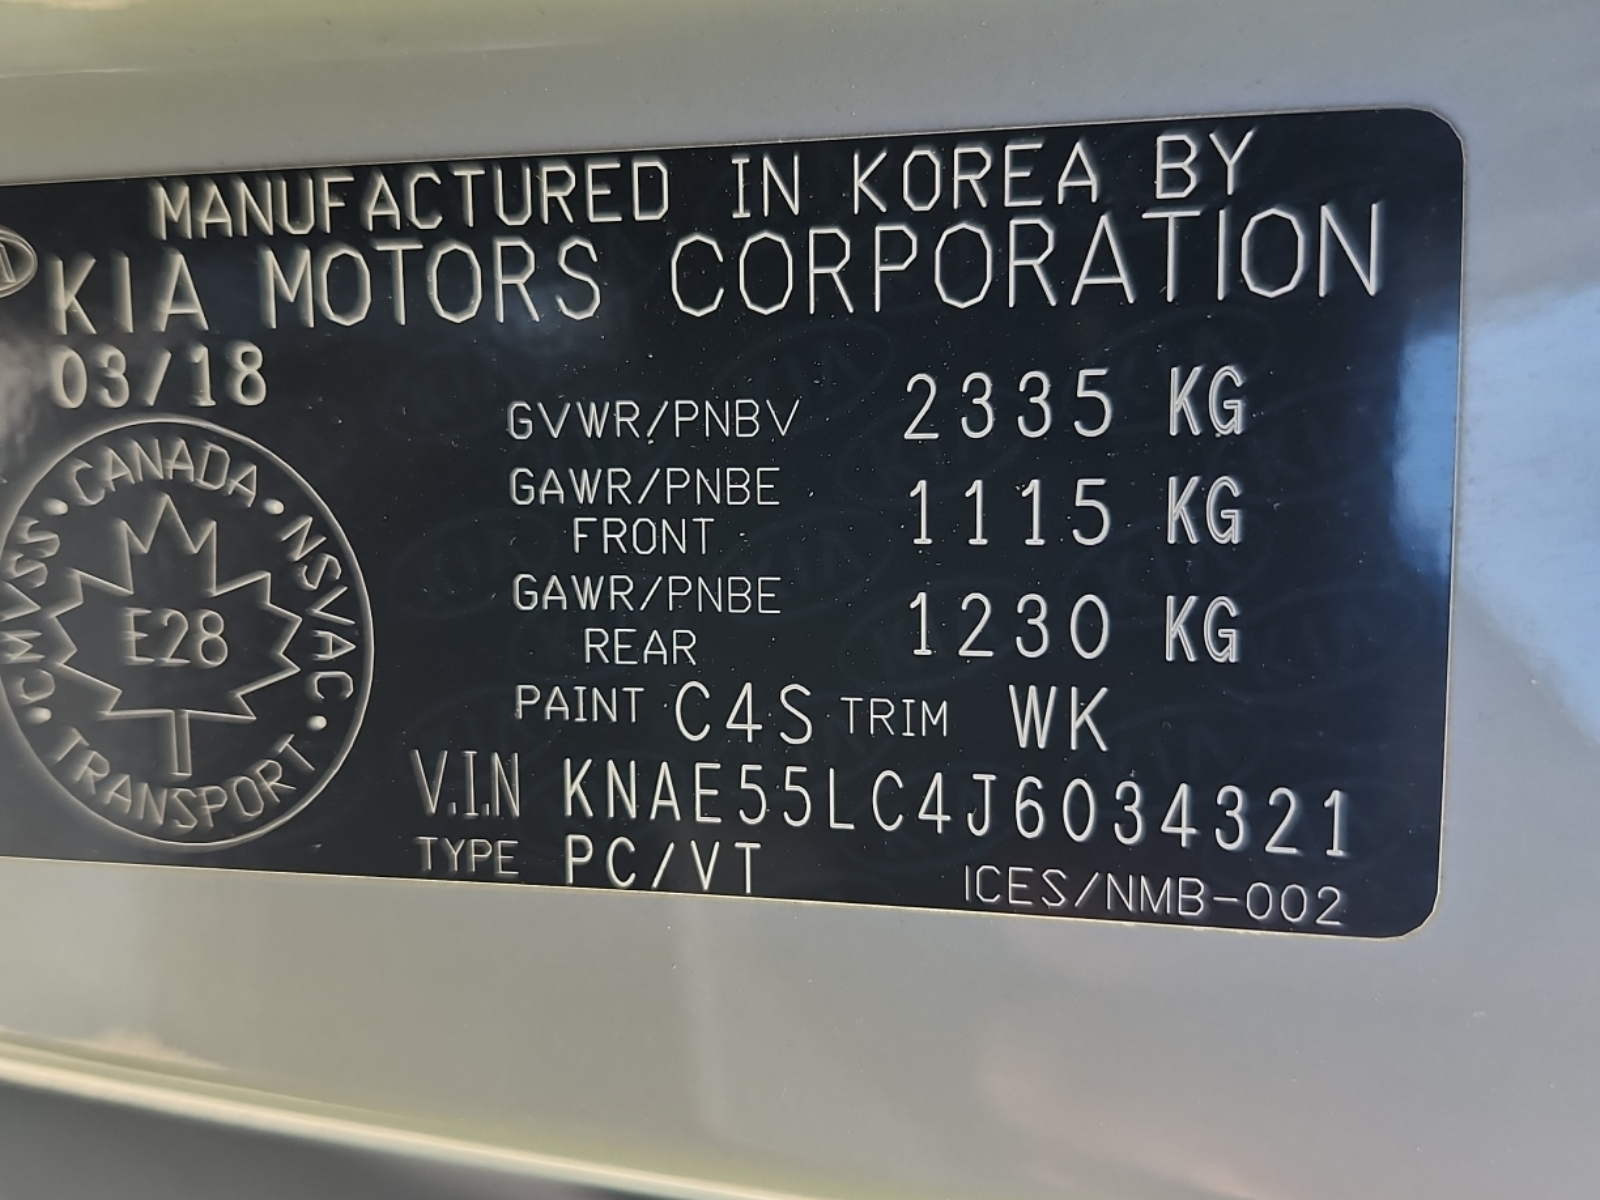 MANUFACTURED IN KOREA BY
KIA MOTORS CORPORATION
03/18
GVWR/PNBV 2335 KG
GAWR/PNBE FRONT 1115 KG
GAWR/PNBE REAR 1230 KG
PAINT C4S TRIM WK
V.I.N KNAE55LC4J6034321
TYPE PC/VT
ICES/NMB-002
CANADA • NSVAC • TRANSPORT • CMVSS •
E28